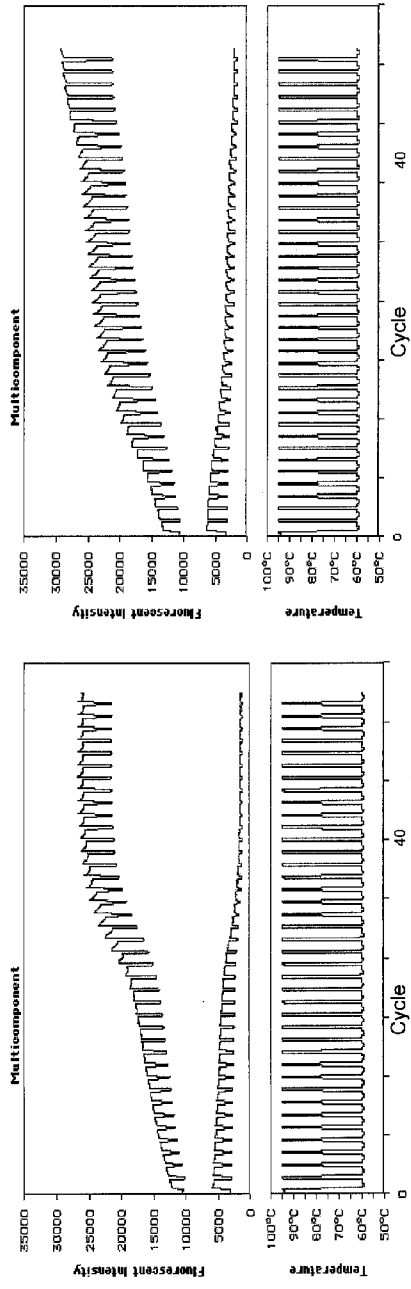 Multicomponent
Fluorescent Intensity
35000
30000
25000
20000
15000
10000
5000
0
Temperature
100°C
90°C
80°C
70°C
60°C
50°C
0
40
Cycle
Multicomponent
Fluorescent Intensity
35000
30000
25000
20000
15000
10000
5000
0
Temperature
100°C
90°C
80°C
70°C
60°C
50°C
0
40
Cycle